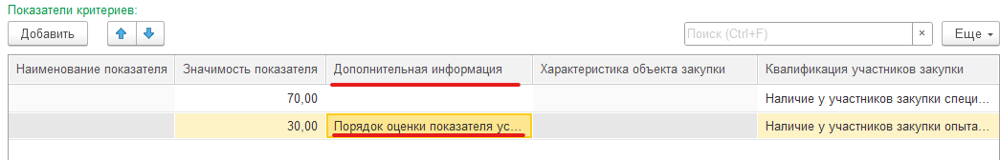 Показатели критериев:
Добавить Поиск (Ctrl+F) × Еще
Наименование показателя Значимость показателя Дополнительная информация Характеристика объекта закупки Квалификация участников закупки
70,00 Наличие у участников закупки специ...
30,00 Порядок оценки показателя ус... Наличие у участников закупки опыта...